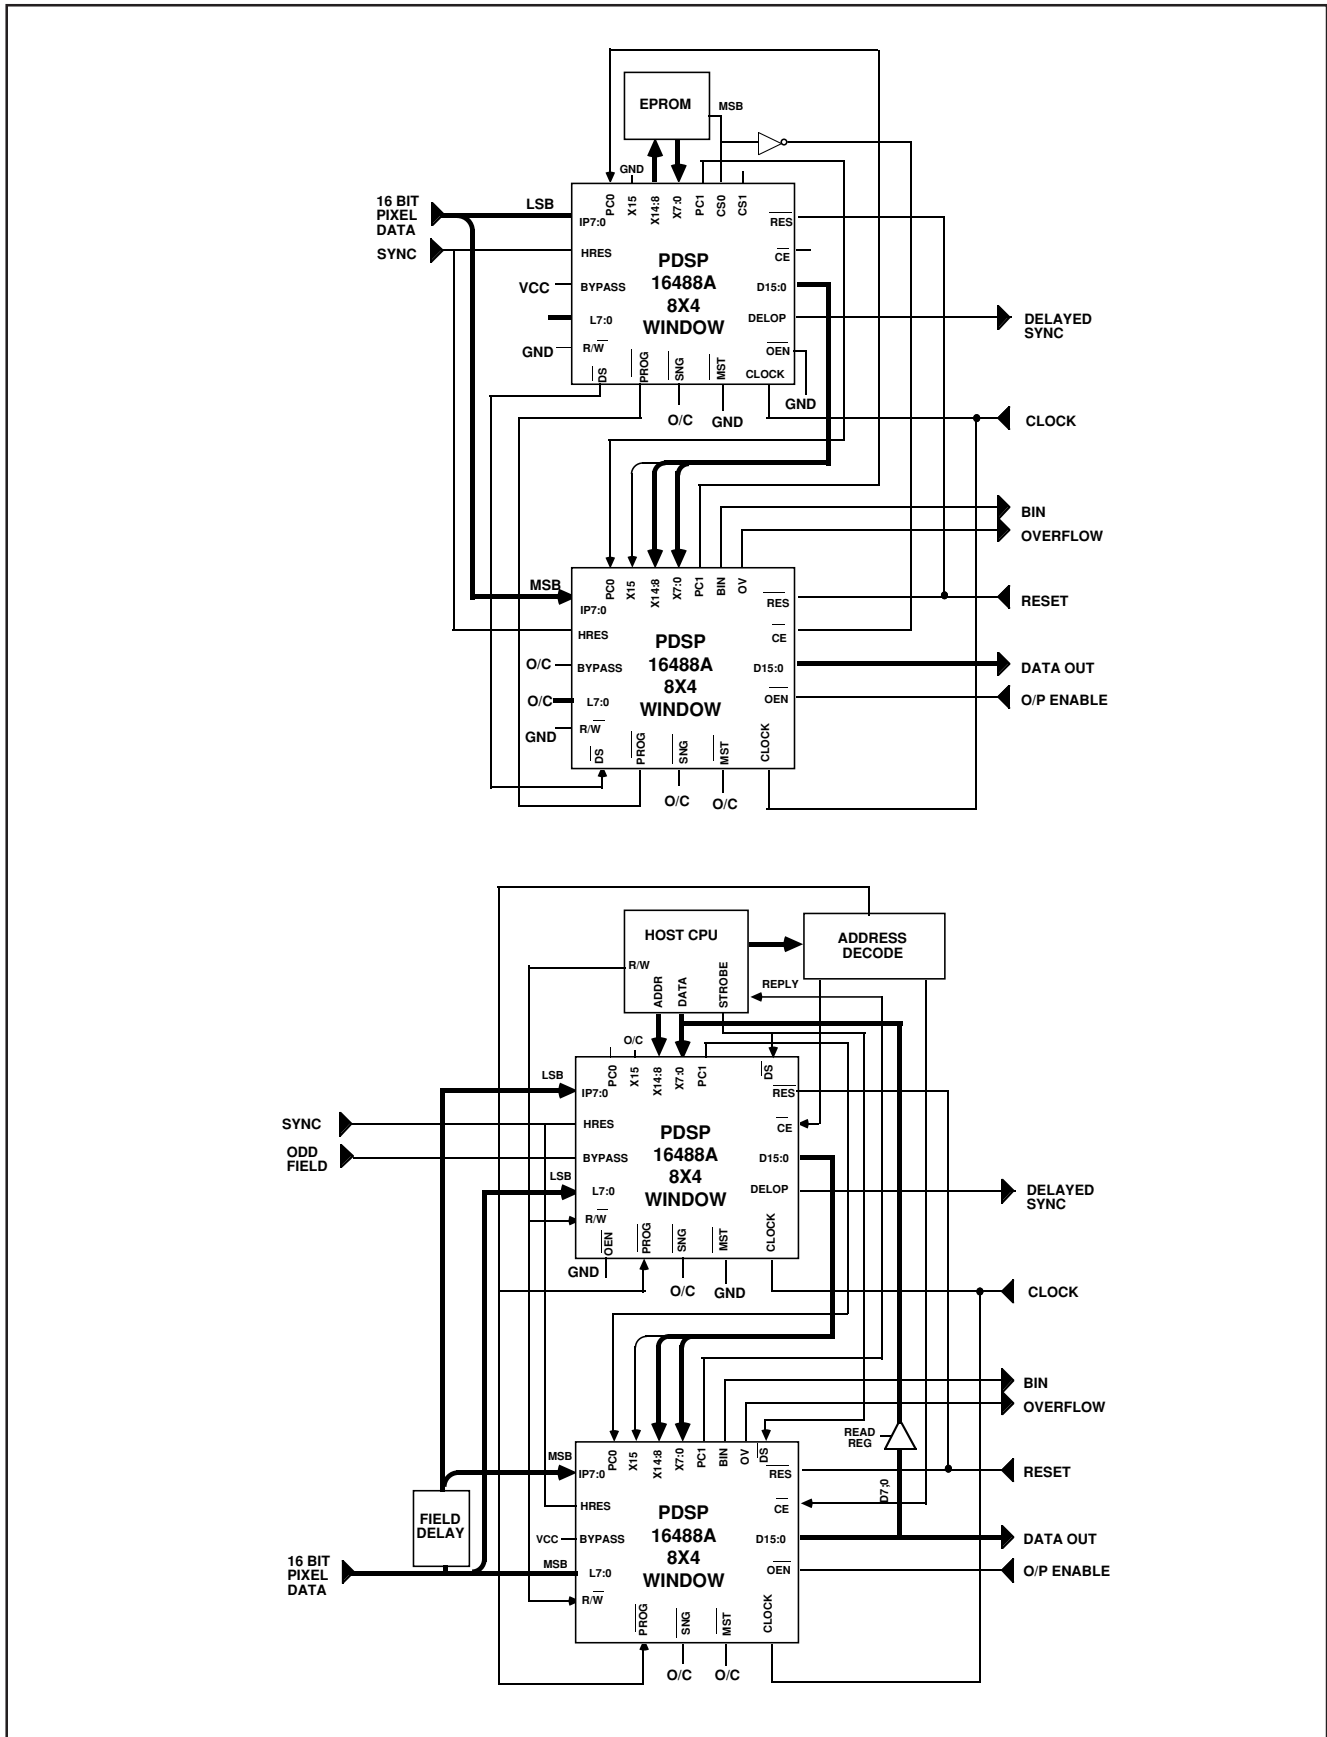 EPROM
MSB
GND
PC0
X15
X14:8
X7:0
PC1
CS0
CS1
16 BIT
PIXEL
DATA
LSB
IP7:0
RES
SYNC
HRES
CE
PDSP
16488A
8X4
WINDOW
VCC
BYPASS
D15:0
L7:0
DELOP
DELAYED
SYNC
GND
R/W
OEN
DS
PROG
SNG
MST
CLOCK
GND
O/C
GND
CLOCK
BIN
OVERFLOW
PC0
X15
X14:8
X7:0
PC1
BIN
OV
MSB
IP7:0
RES
RESET
HRES
CE
PDSP
16488A
8X4
WINDOW
O/C
BYPASS
D15:0
DATA OUT
O/C
L7:0
OEN
O/P ENABLE
GND
R/W
DS
PROG
SNG
MST
CLOCK
O/C
O/C
HOST CPU
ADDRESS
DECODE
R/W
ADDR
DATA
STROBE
REPLY
O/C
PC0
X15
X14:8
X7:0
PC1
DS
LSB
IP7:0
RES
SYNC
HRES
CE
PDSP
16488A
8X4
WINDOW
ODD
FIELD
BYPASS
D15:0
LSB
L7:0
DELOP
DELAYED
SYNC
R/W
OEN
PROG
SNG
MST
CLOCK
GND
O/C
GND
CLOCK
BIN
OVERFLOW
READ
REG
PC0
X15
X14:8
X7:0
PC1
BIN
OV
DS
MSB
IP7:0
RES
RESET
D7;0
HRES
CE
FIELD
DELAY
PDSP
16488A
8X4
WINDOW
VCC
BYPASS
D15:0
DATA OUT
16 BIT
PIXEL
DATA
MSB
L7:0
OEN
O/P ENABLE
R/W
PROG
SNG
MST
CLOCK
O/C
O/C